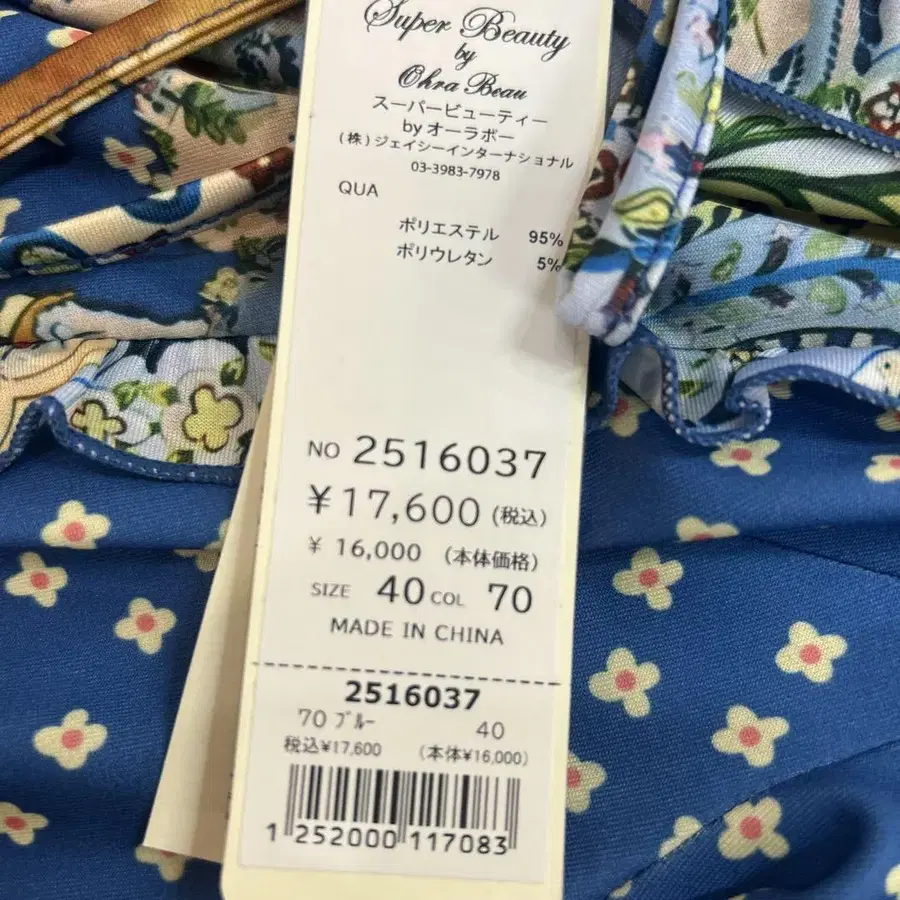 Super Beauty
by
Ohra Beau
スーパービューティー
by オーラボー
(株)ジェイシーインターナショナル
03-3983-7978
QUA
ポリエステル 95%
ポリウレタン 5%
NO 2516037
¥17,600 (税込)
¥ 16,000 (本体価格)
SIZE 40 COL 70
MADE IN CHINA
2516037
70 ブルー 40
税込¥17,600 (本体¥16,000)
1 252000 117083